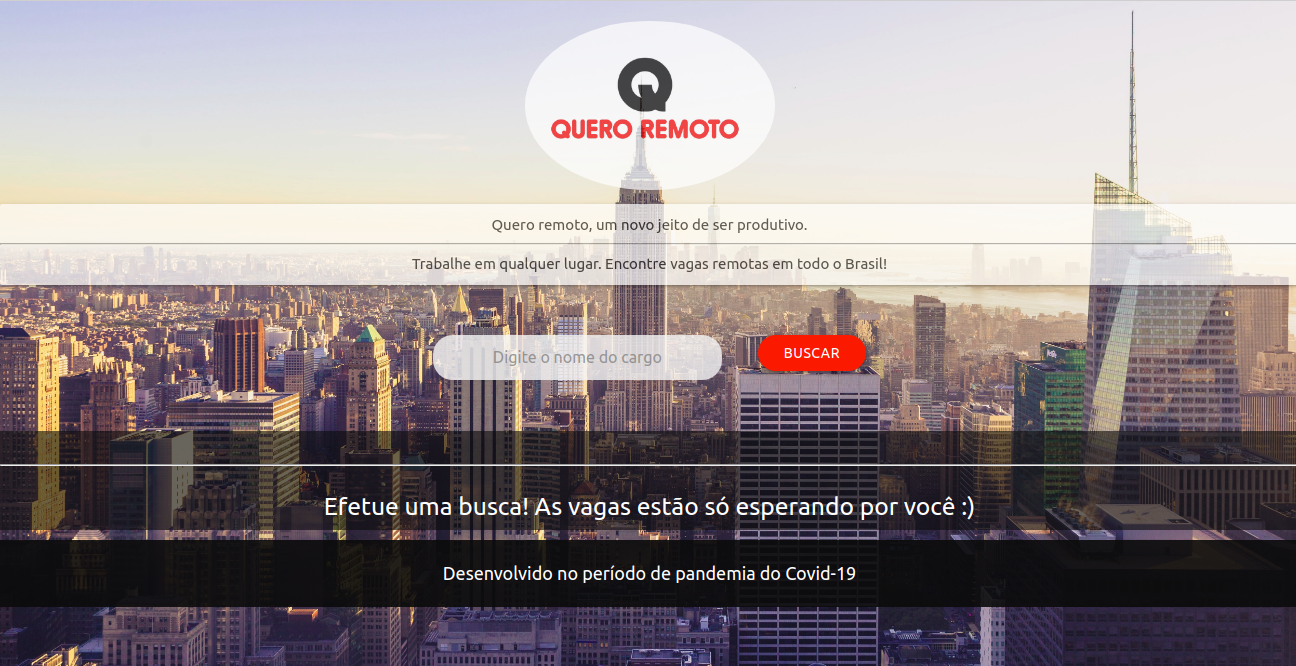 Q
QUERO REMOTO
Quero remoto, um novo jeito de ser produtivo.
Trabalhe em qualquer lugar. Encontre vagas remotas em todo o Brasil!
Digite o nome do cargo
BUSCAR
Efetue uma busca! As vagas estão só esperando por você :)
Desenvolvido no período de pandemia do Covid-19